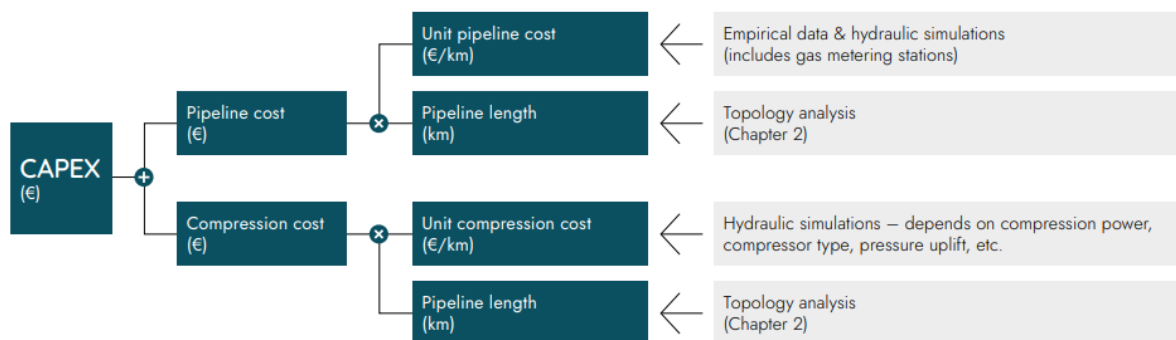 Unit pipeline cost
(€/km)
Empirical data & hydraulic simulations
(includes gas metering stations)
Pipeline cost
(€)
Pipeline length
(km)
Topology analysis
(Chapter 2)
CAPEX
(€)
Compression cost
(€)
Unit compression cost
(€/km)
Hydraulic simulations – depends on compression power,
compressor type, pressure uplift, etc.
Pipeline length
(km)
Topology analysis
(Chapter 2)